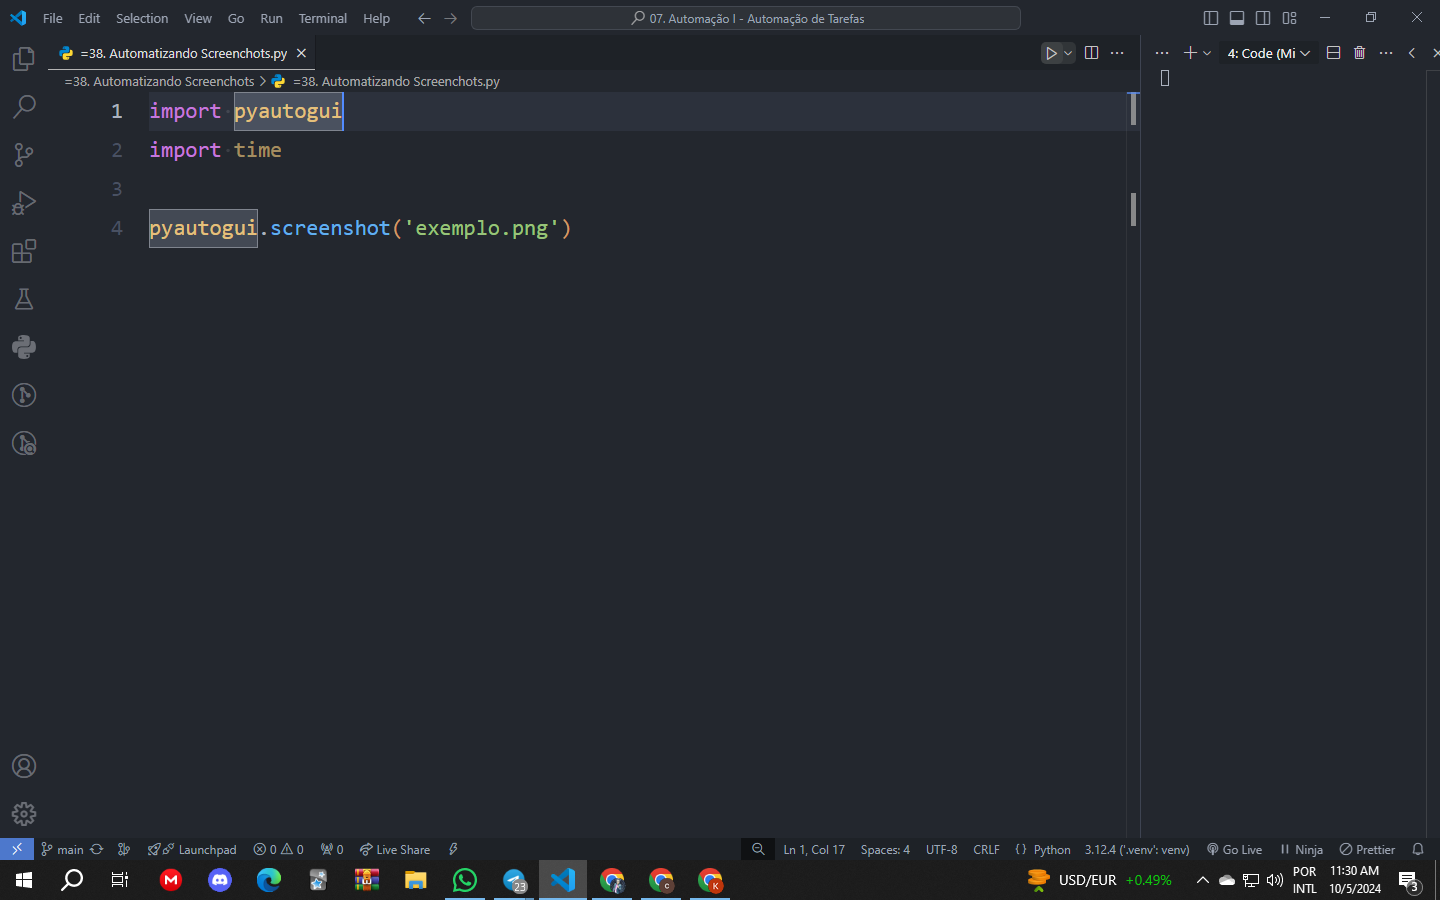 File Edit Selection View Go Run Terminal Help
07. Automação I - Automação de Tarefas
=38. Automatizando Screenchots.py
4: Code (Mi
=38. Automatizando Screenchots > =38. Automatizando Screenchots.py
1 import pyautogui
2 import time
3
4 pyautogui.screenshot('exemplo.png')
main Launchpad 0 0 0 Live Share Ln 1, Col 17 Spaces: 4 UTF-8 CRLF {} Python 3.12.4 ('.venv': venv) Go Live Ninja Prettier
M 23 C K USD/EUR +0.49% POR INTL 11:30 AM 10/5/2024 3